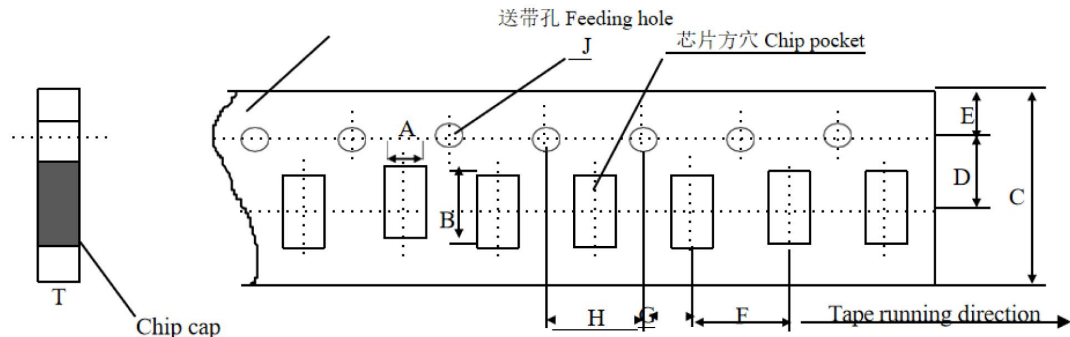 送带孔 Feeding hole
芯片方穴 Chip pocket
J
A
E
D
C
B
T
H
G
F
Tape running direction
Chip cap